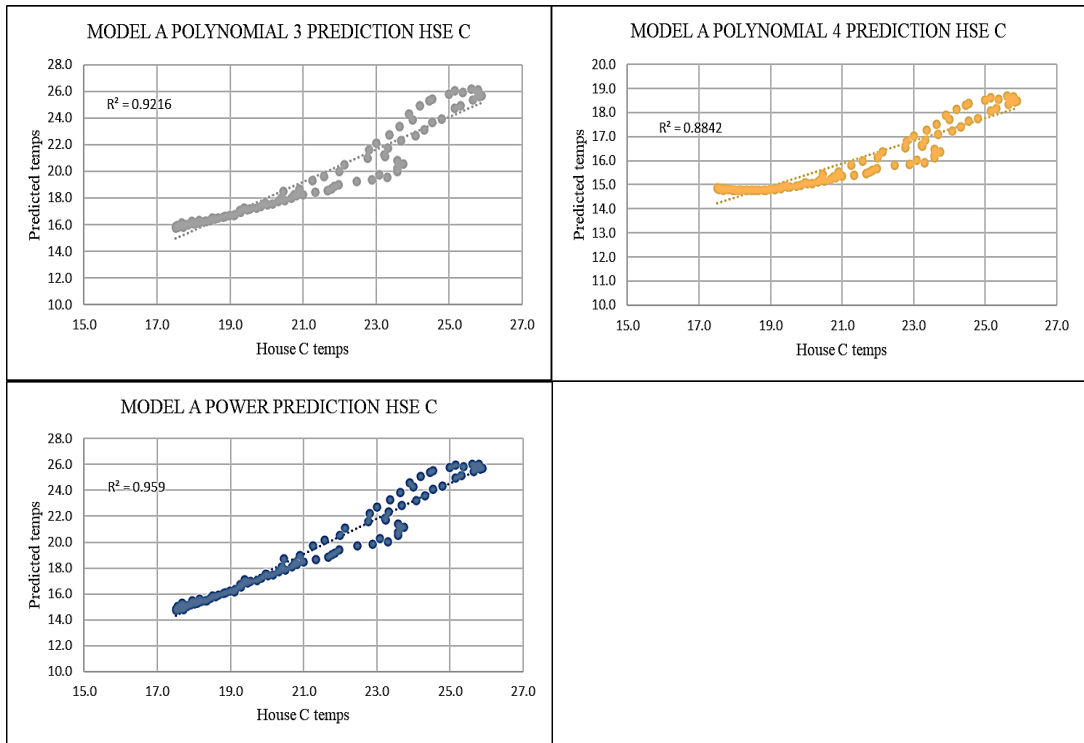 MODEL A POLYNOMIAL 3 PREDICTION HSE C
Predicted temps
28.0
26.0
24.0
22.0
20.0
18.0
16.0
14.0
12.0
10.0
R² = 0.9216
15.0 17.0 19.0 21.0 23.0 25.0 27.0
House C temps
MODEL A POLYNOMIAL 4 PREDICTION HSE C
Predicted temps
20.0
19.0
18.0
17.0
16.0
15.0
14.0
13.0
12.0
11.0
10.0
R² = 0.8842
15.0 17.0 19.0 21.0 23.0 25.0 27.0
House C temps
MODEL A POWER PREDICTION HSE C
Predicted temps
28.0
26.0
24.0
22.0
20.0
18.0
16.0
14.0
12.0
10.0
R² = 0.959
15.0 17.0 19.0 21.0 23.0 25.0 27.0
House C temps